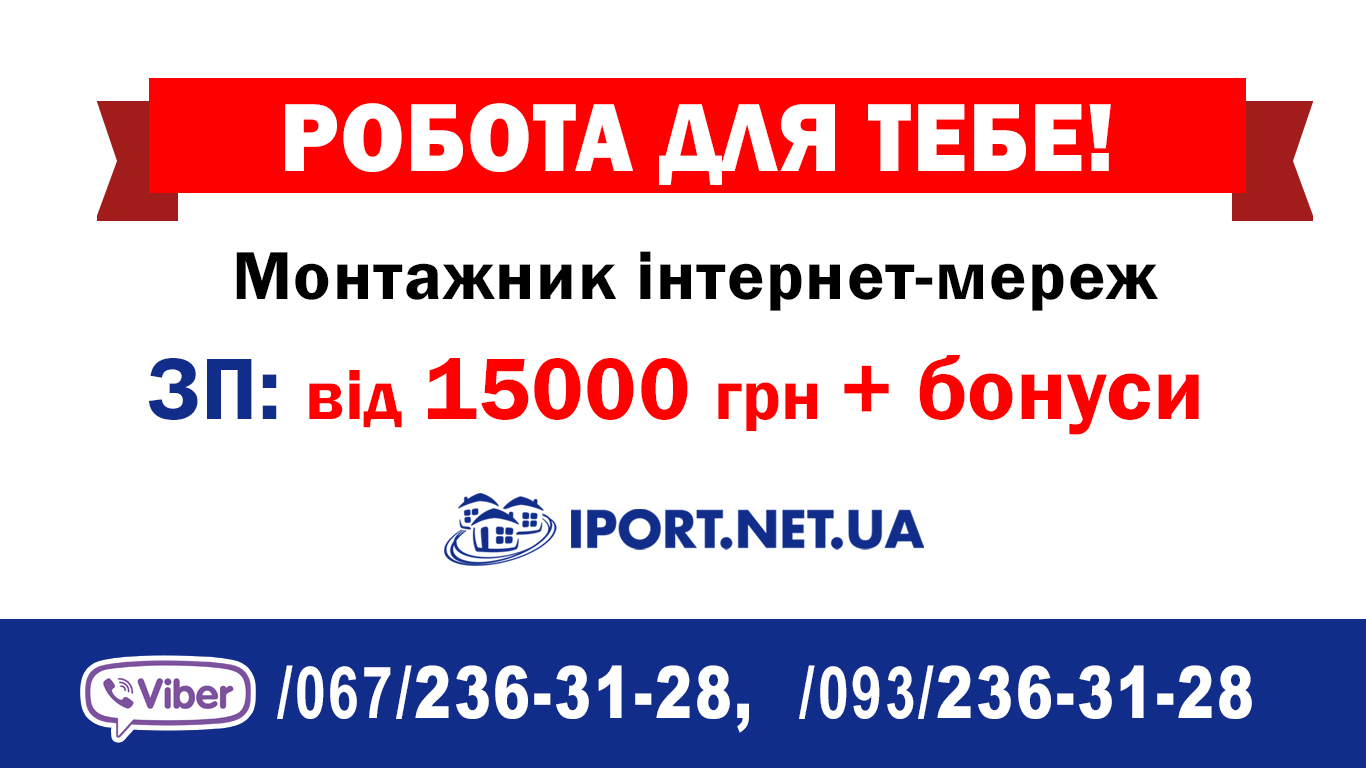 РОБОТА ДЛЯ ТЕБЕ!
Монтажник інтернет-мереж
ЗП: від 15000 грн + бонуси
IPORT.NET.UA
Viber /067/236-31-28, /093/236-31-28